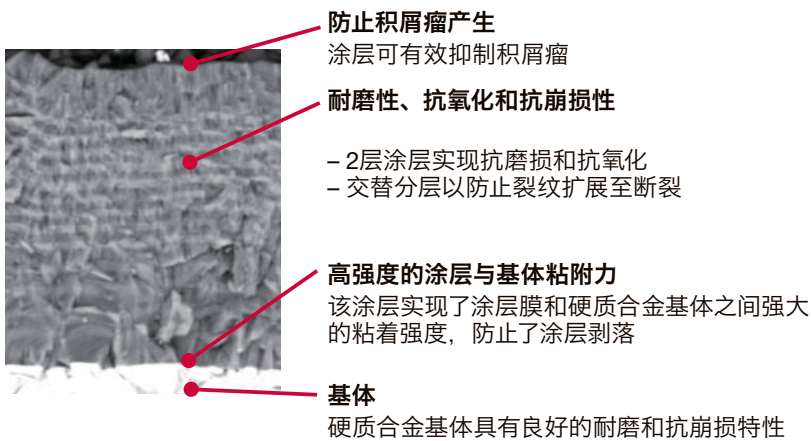 防止积屑瘤产生
涂层可有效抑制积屑瘤
耐磨性、抗氧化和抗崩损性
– 2层涂层实现抗磨损和抗氧化
– 交替分层以防止裂纹扩展至断裂
高强度的涂层与基体粘附力
该涂层实现了涂层膜和硬质合金基体之间强大
的粘着强度，防止了涂层剥落
基体
硬质合金基体具有良好的耐磨和抗崩损特性